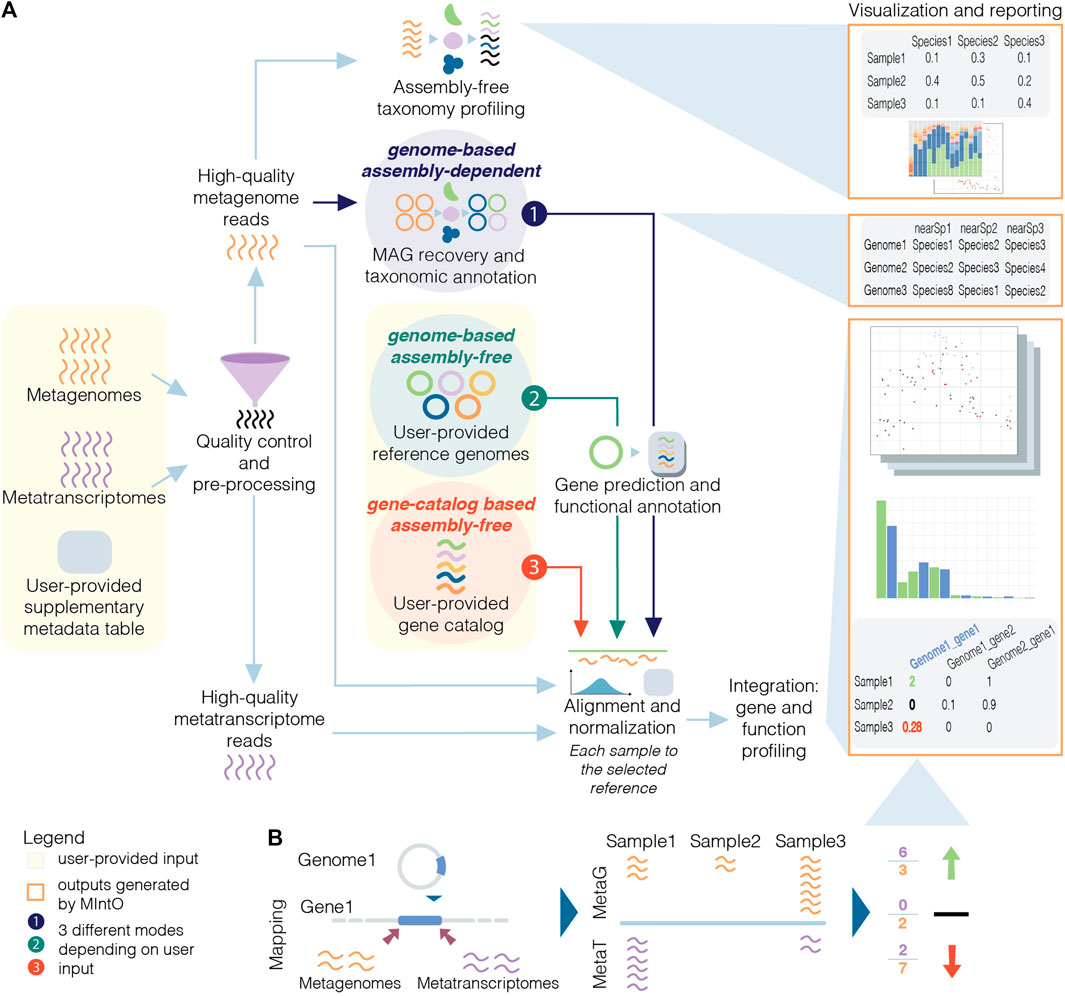 A
Assembly-free
taxonomy profiling
genome-based
assembly-dependent
MAG recovery and
taxonomic annotation
1
High-quality
metagenome
reads
Metagenomes
Metatranscriptomes
User-provided
supplementary
metadata table
Quality control
and
pre-processing
genome-based
assembly-free
User-provided
reference genomes
2
gene-catalog based
assembly-free
User-provided
gene catalog
3
Gene prediction and
functional annotation
High-quality
metatranscriptome
reads
Alignment and
normalization
Each sample to
the selected
reference
Integration:
gene and
function
profiling
Visualization and reporting
Species1 Species2 Species3
Sample1 0.1 0.3 0.1
Sample2 0.4 0.5 0.2
Sample3 0.1 0.1 0.4
nearSp1 nearSp2 nearSp3
Genome1 Species1 Species2 Species3
Genome2 Species2 Species3 Species4
Genome3 Species8 Species1 Species2
Genome1_gene1 Genome1_gene2 Genome2_gene1
Sample1 2 0 1
Sample2 0 0.1 0.9
Sample3 0.28 0 0
Legend
user-provided input
outputs generated
by MIntO
1 3 different modes
2 depending on user
3 input
B
Mapping
Genome1
Gene1
Metagenomes
Metatranscriptomes
Sample1 Sample2 Sample3
MetaG
MetaT
6
3
0
2
2
7